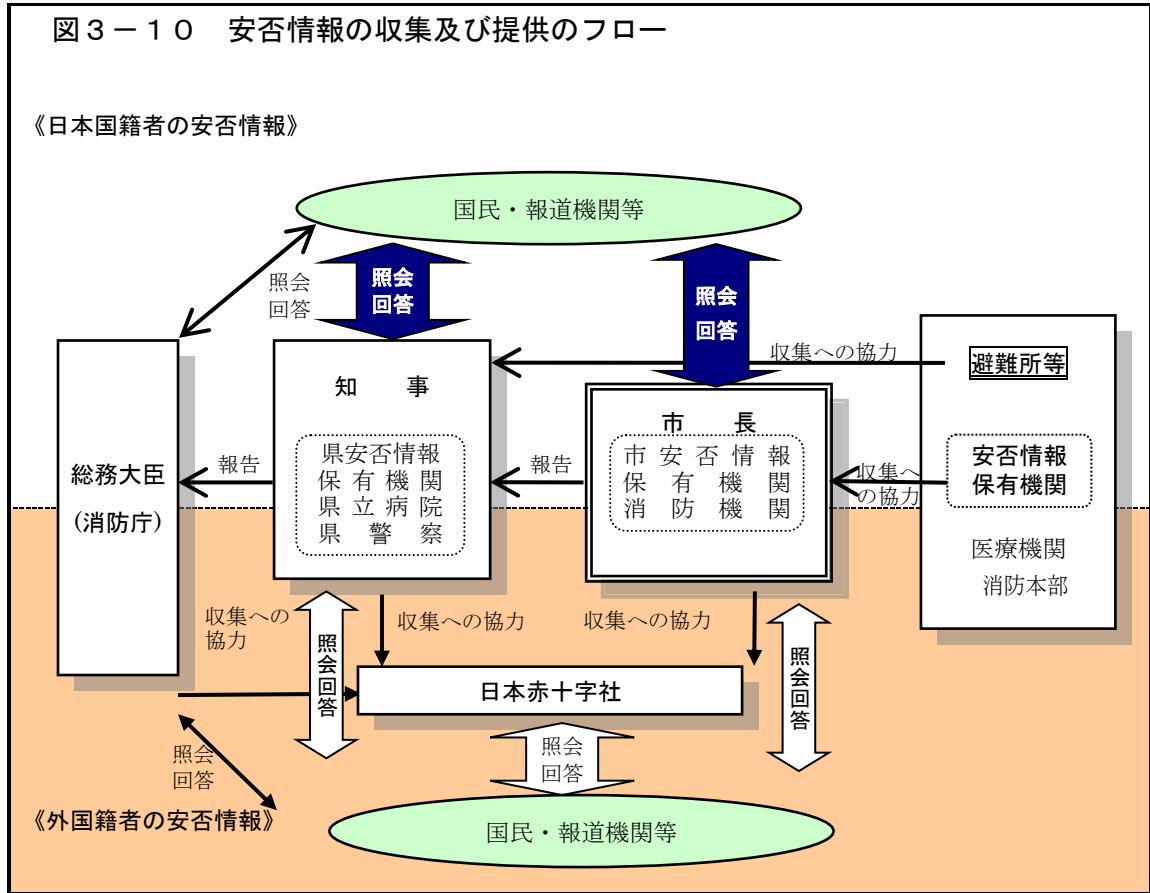 図３－１０　安否情報の収集及び提供のフロー
《日本国籍者の安否情報》
国民・報道機関等
照会
回答
照会
回答
照会
回答
収集への協力
避難所等
知　　事
県安否情報
保有機関
県立病院
県警察
市　　長
市安否情報
保有機関
消防機関
安否情報
保有機関
医療機関
消防本部
総務大臣
(消防庁)
報告
報告
収集へ
の協力
収集への
協力
照会回答
収集への協力
収集への協力
照会回答
日本赤十字社
照会
回答
照会
回答
《外国籍者の安否情報》
国民・報道機関等